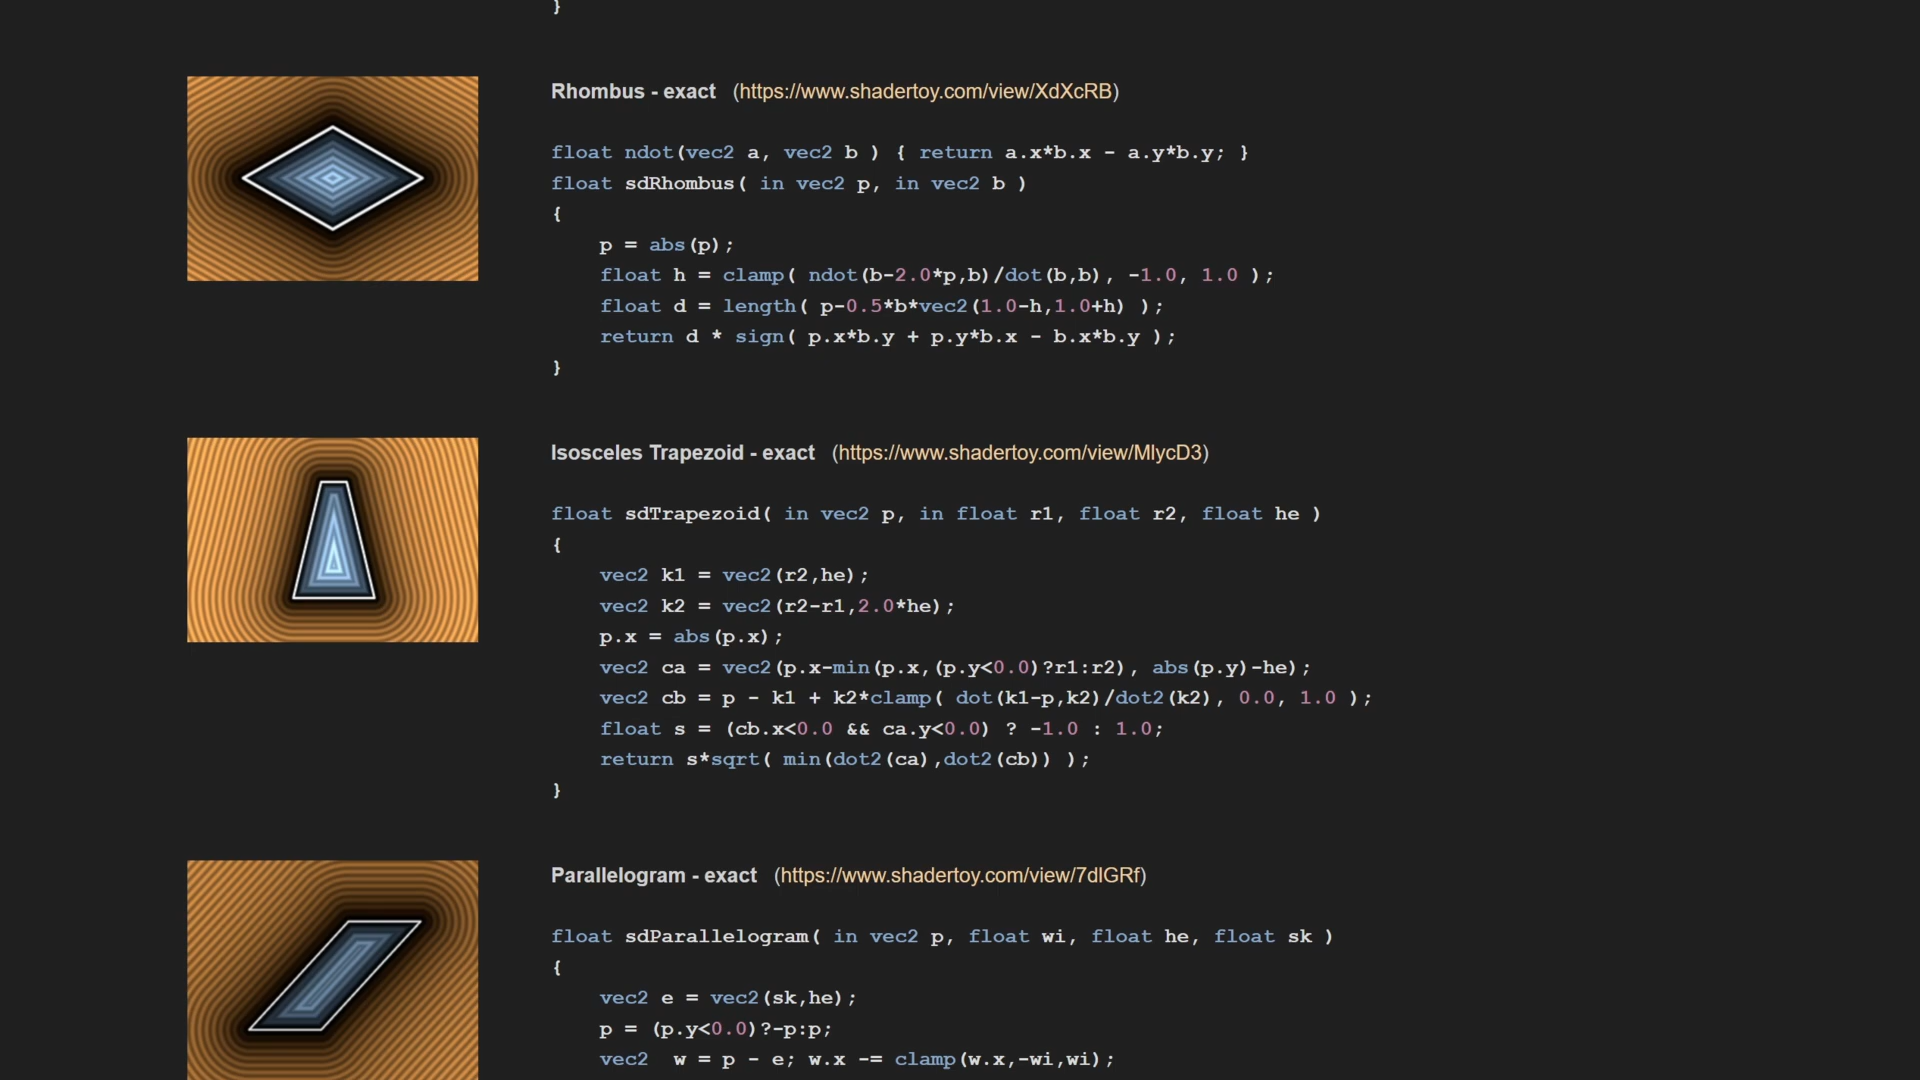 }
Rhombus - exact (https://www.shadertoy.com/view/XdXcRB)
float ndot(vec2 a, vec2 b ) { return a.x*b.x - a.y*b.y; }
float sdRhombus( in vec2 p, in vec2 b )
{
    p = abs(p);
    float h = clamp( ndot(b-2.0*p,b)/dot(b,b), -1.0, 1.0 );
    float d = length( p-0.5*b*vec2(1.0-h,1.0+h) );
    return d * sign( p.x*b.y + p.y*b.x - b.x*b.y );
}
Isosceles Trapezoid - exact (https://www.shadertoy.com/view/MlycD3)
float sdTrapezoid( in vec2 p, in float r1, float r2, float he )
{
    vec2 k1 = vec2(r2,he);
    vec2 k2 = vec2(r2-r1,2.0*he);
    p.x = abs(p.x);
    vec2 ca = vec2(p.x-min(p.x,(p.y<0.0)?r1:r2), abs(p.y)-he);
    vec2 cb = p - k1 + k2*clamp( dot(k1-p,k2)/dot2(k2), 0.0, 1.0 );
    float s = (cb.x<0.0 && ca.y<0.0) ? -1.0 : 1.0;
    return s*sqrt( min(dot2(ca),dot2(cb)) );
}
Parallelogram - exact (https://www.shadertoy.com/view/7dlGRf)
float sdParallelogram( in vec2 p, float wi, float he, float sk )
{
    vec2 e = vec2(sk,he);
    p = (p.y<0.0)?-p:p;
    vec2  w = p - e; w.x -= clamp(w.x,-wi,wi);